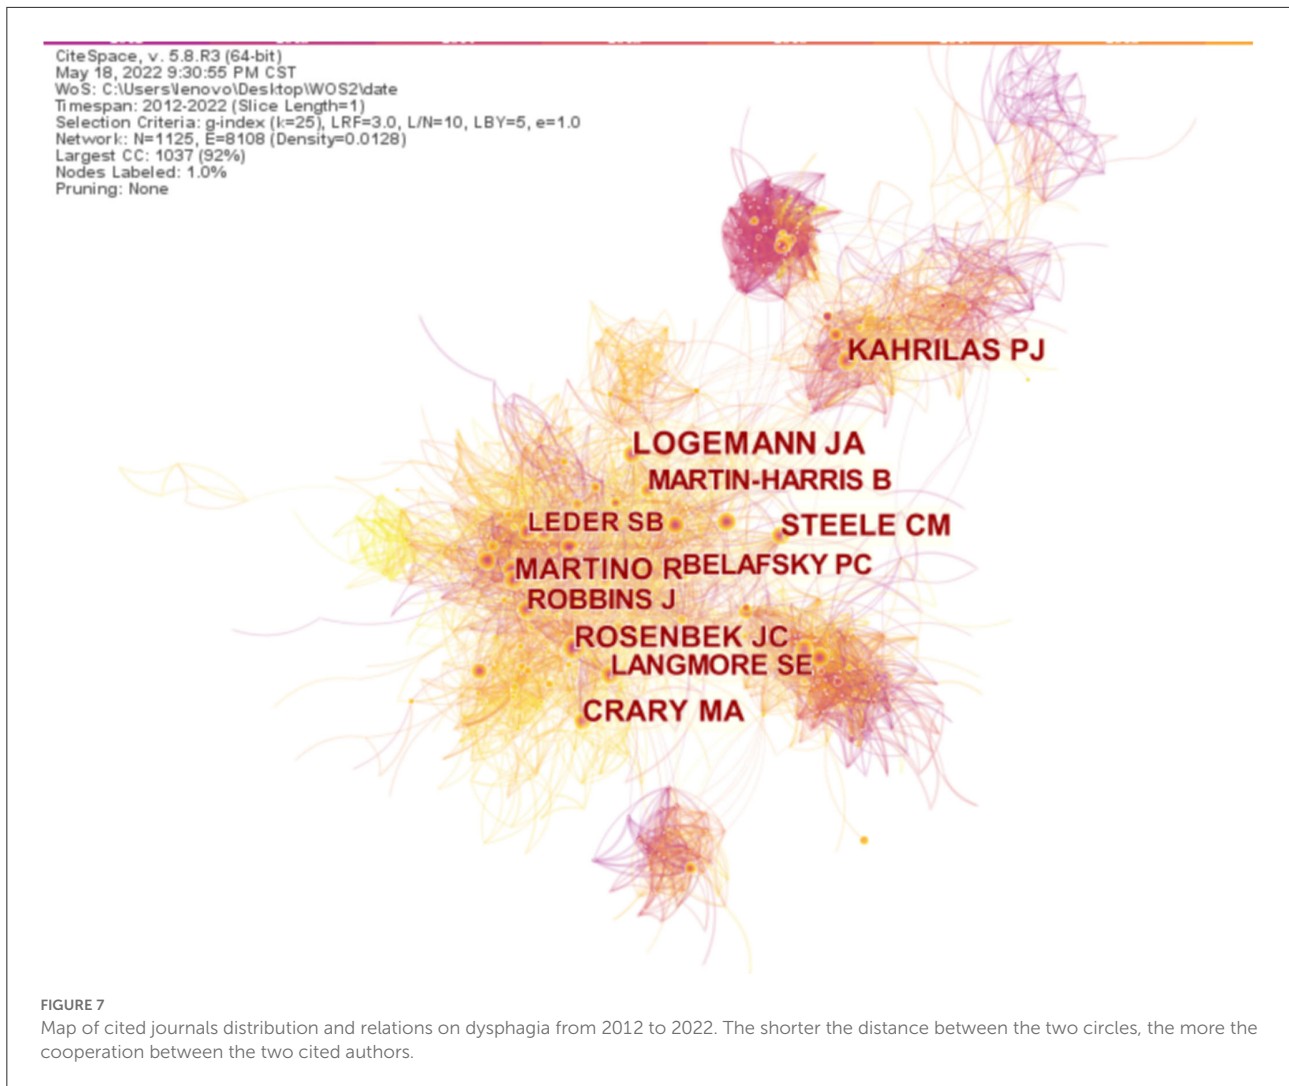 CiteSpace, v. 5.8.R3 (64-bit)
May 18, 2022 9:30:55 PM CST
WoS: C:\Users\lenovo\Desktop\WOS2\date
Timespan: 2012-2022 (Slice Length=1)
Selection Criteria: g-index (k=25), LRF=3.0, L/N=10, LBY=5, e=1.0
Network: N=1125, E=8108 (Density=0.0128)
Largest CC: 1037 (92%)
Nodes Labeled: 1.0%
Pruning: None
KAHRILAS PJ
LOGEMANN JA
MARTIN-HARRIS B
LEDER SB
STEELE CM
MARTINO R
BELAFSKY PC
ROBBINS J
ROSENBEK JC
LANGMORE SE
CRARY MA
FIGURE 7
Map of cited journals distribution and relations on dysphagia from 2012 to 2022. The shorter the distance between the two circles, the more the
cooperation between the two cited authors.